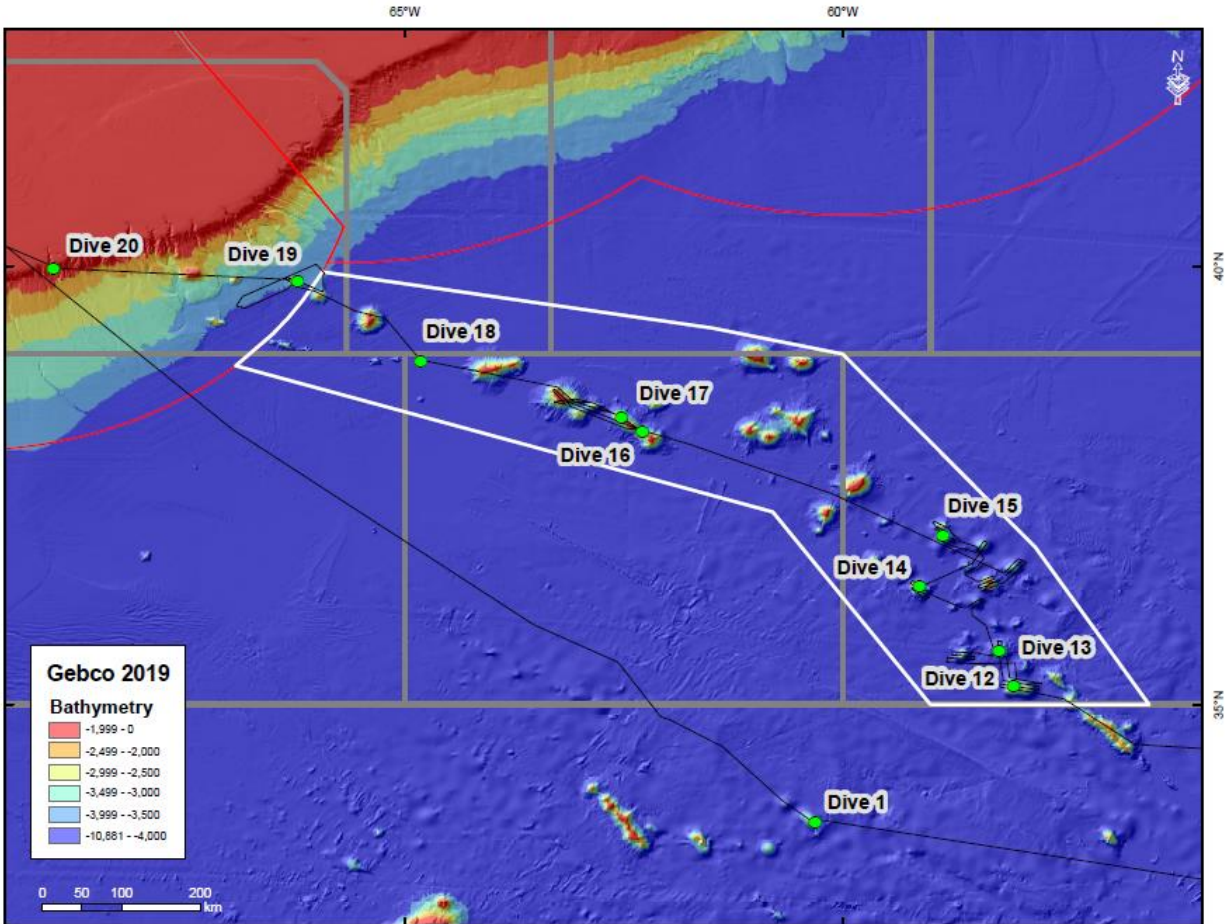 65°W
60°W
N
40°N
35°N
Dive 20
Dive 19
Dive 18
Dive 17
Dive 16
Dive 15
Dive 14
Dive 13
Dive 12
Dive 1
Gebco 2019
Bathymetry
-1,999 - 0
-2,499 - -2,000
-2,999 - -2,500
-3,499 - -3,000
-3,999 - -3,500
-10,881 - -4,000
0 50 100 200
km